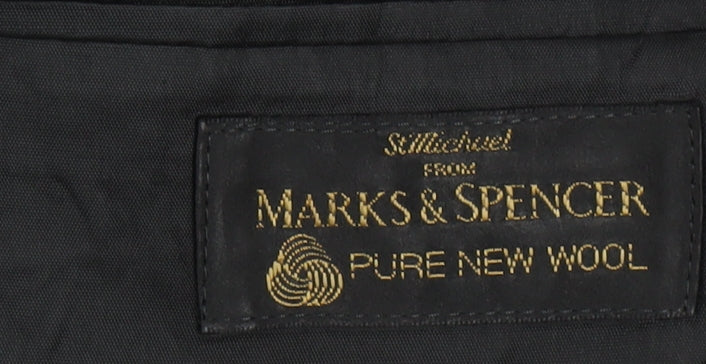 StMichael
FROM
MARKS & SPENCER
PURE NEW WOOL